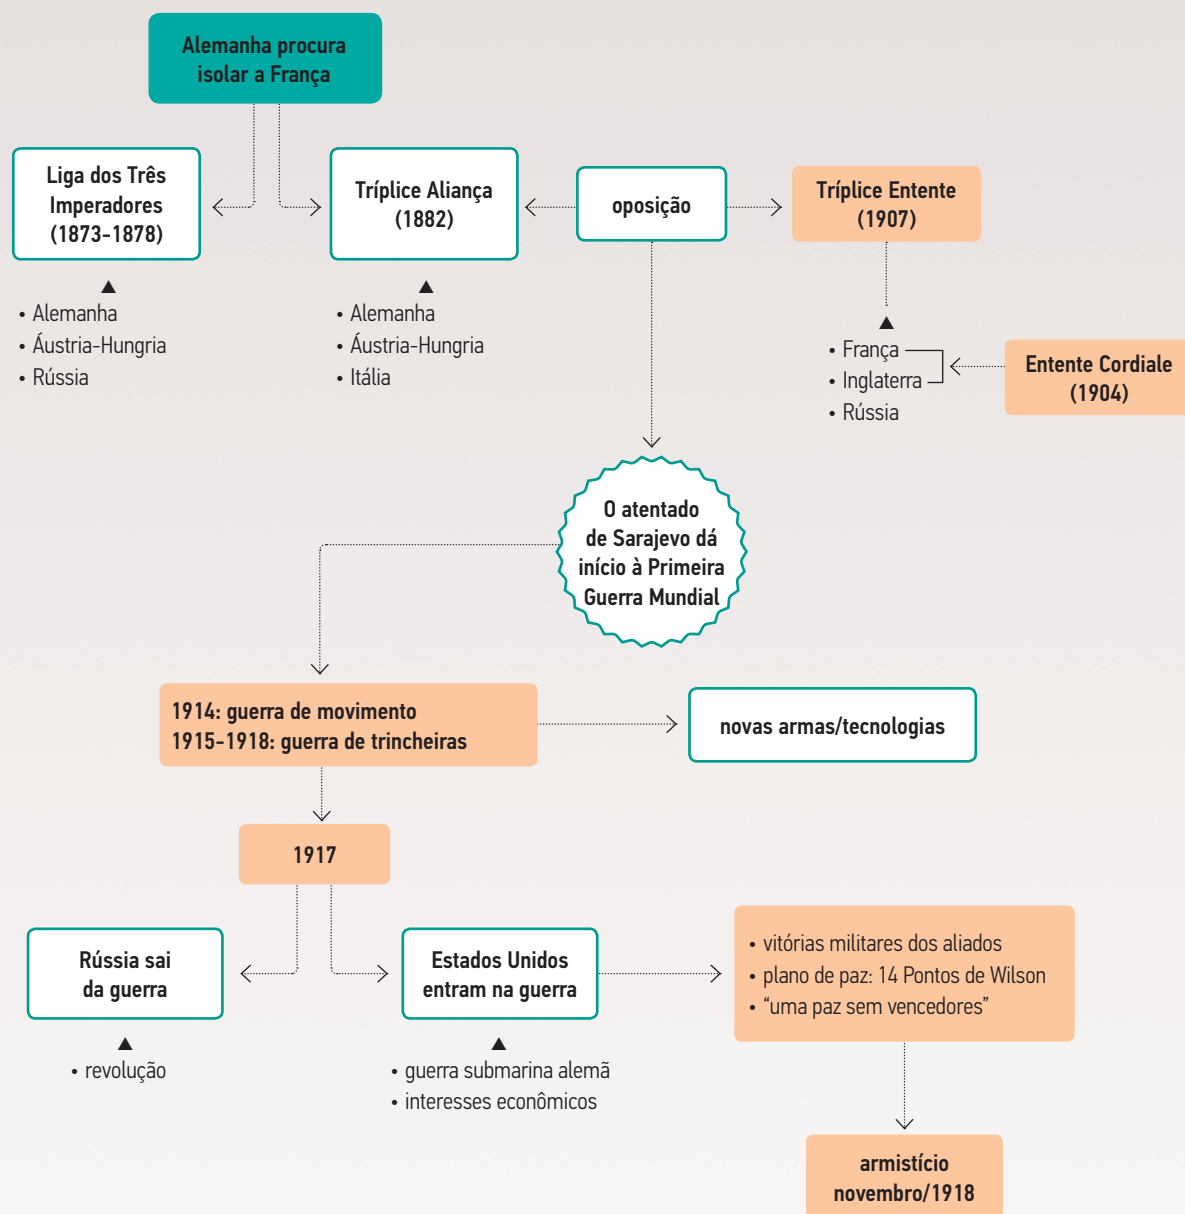 Alemanha procura
isolar a França
Liga dos Três
Imperadores
(1873-1878)
• Alemanha
• Áustria-Hungria
• Rússia
Tríplice Aliança
(1882)
• Alemanha
• Áustria-Hungria
• Itália
oposição
Tríplice Entente
(1907)
• França
• Inglaterra
• Rússia
Entente Cordiale
(1904)
O atentado
de Sarajevo dá
início à Primeira
Guerra Mundial
1914: guerra de movimento
1915-1918: guerra de trincheiras
novas armas/tecnologias
1917
Rússia sai
da guerra
• revolução
Estados Unidos
entram na guerra
• guerra submarina alemã
• interesses econômicos
• vitórias militares dos aliados
• plano de paz: 14 Pontos de Wilson
• “uma paz sem vencedores”
armistício
novembro/1918